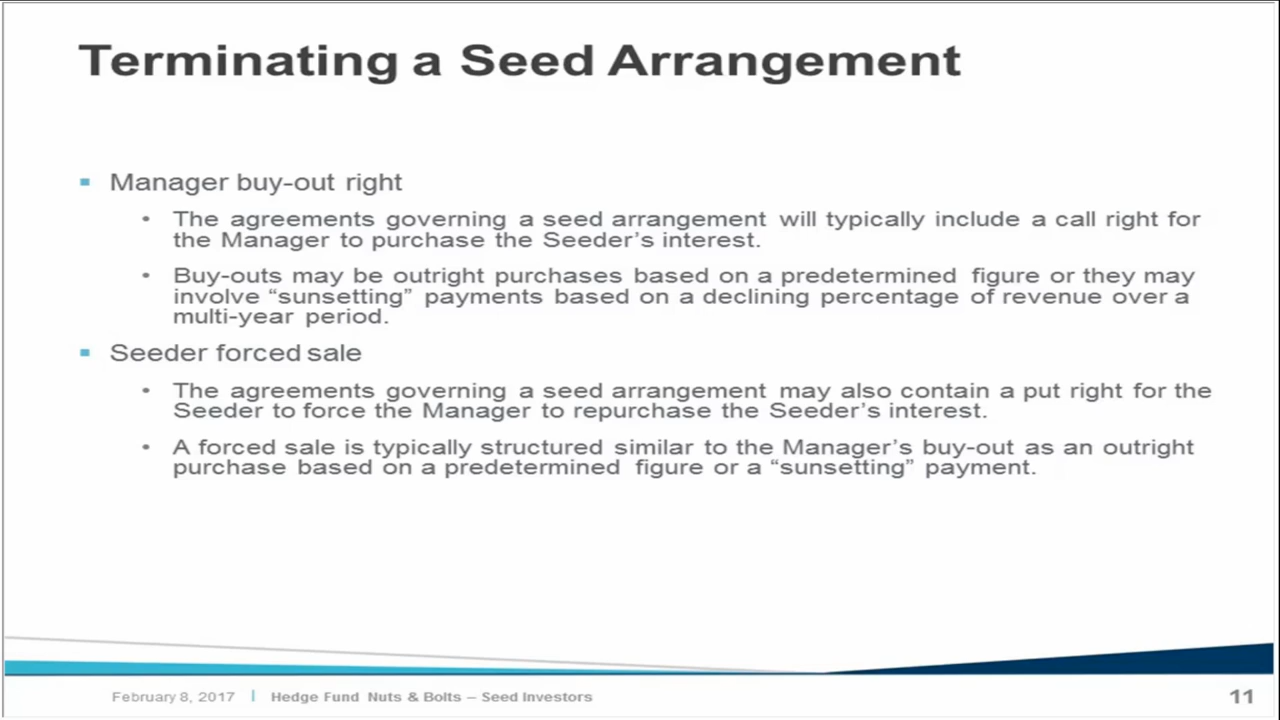 Terminating a Seed Arrangement
Manager buy-out right
The agreements governing a seed arrangement will typically include a call right for
the Manager to purchase the Seeder’s interest.
Buy-outs may be outright purchases based on a predetermined figure or they may
involve “sunsetting” payments based on a declining percentage of revenue over a
multi-year period.
Seeder forced sale
The agreements governing a seed arrangement may also contain a put right for the
Seeder to force the Manager to repurchase the Seeder’s interest.
A forced sale is typically structured similar to the Manager’s buy-out as an outright
purchase based on a predetermined figure or a “sunsetting” payment.
February 8, 2017 | Hedge Fund Nuts & Bolts – Seed Investors 11